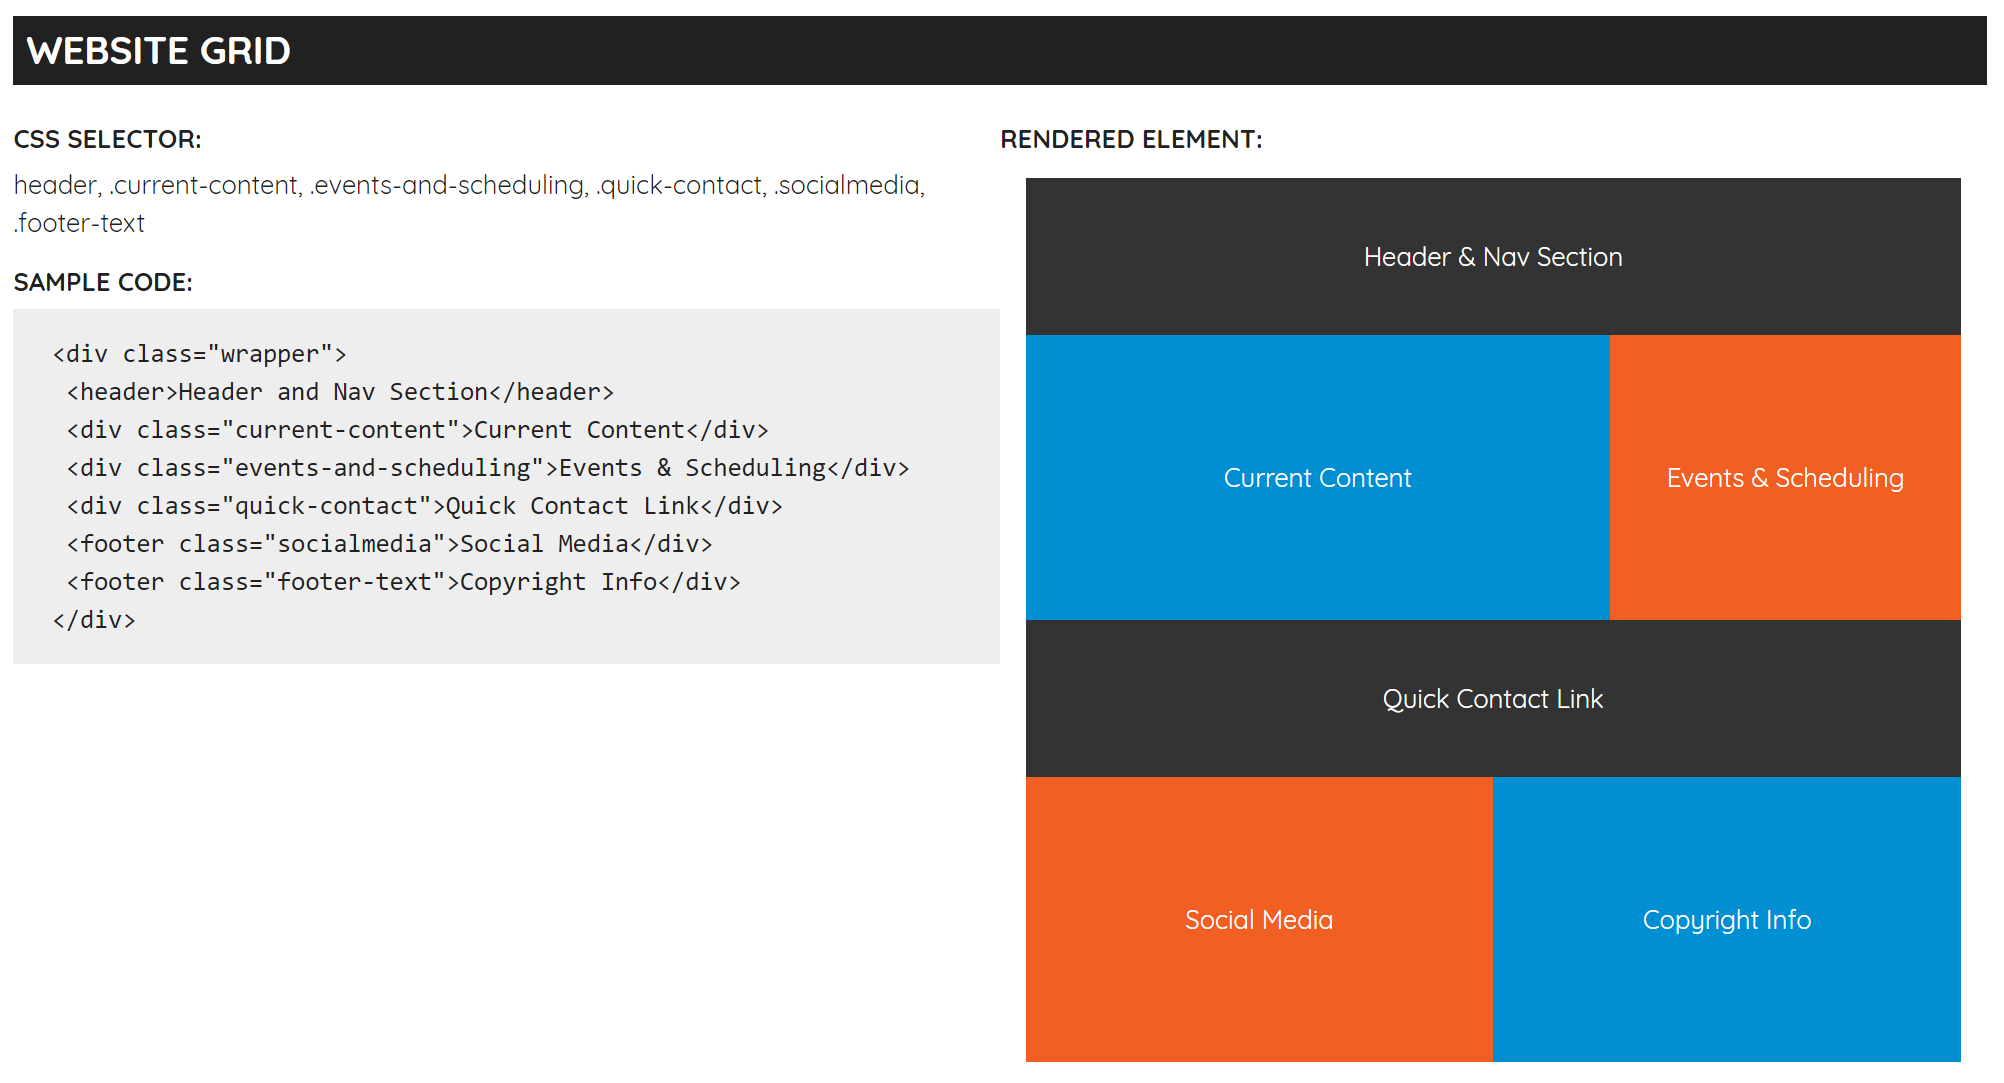 WEBSITE GRID
CSS SELECTOR:
header, .current-content, .events-and-scheduling, .quick-contact, .socialmedia,
.footer-text
SAMPLE CODE:
<div class="wrapper">
<header>Header and Nav Section</header>
<div class="current-content">Current Content</div>
<div class="events-and-scheduling">Events & Scheduling</div>
<div class="quick-contact">Quick Contact Link</div>
<footer class="socialmedia">Social Media</div>
<footer class="footer-text">Copyright Info</div>
</div>
RENDERED ELEMENT:
Header & Nav Section
Current Content
Events & Scheduling
Quick Contact Link
Social Media
Copyright Info